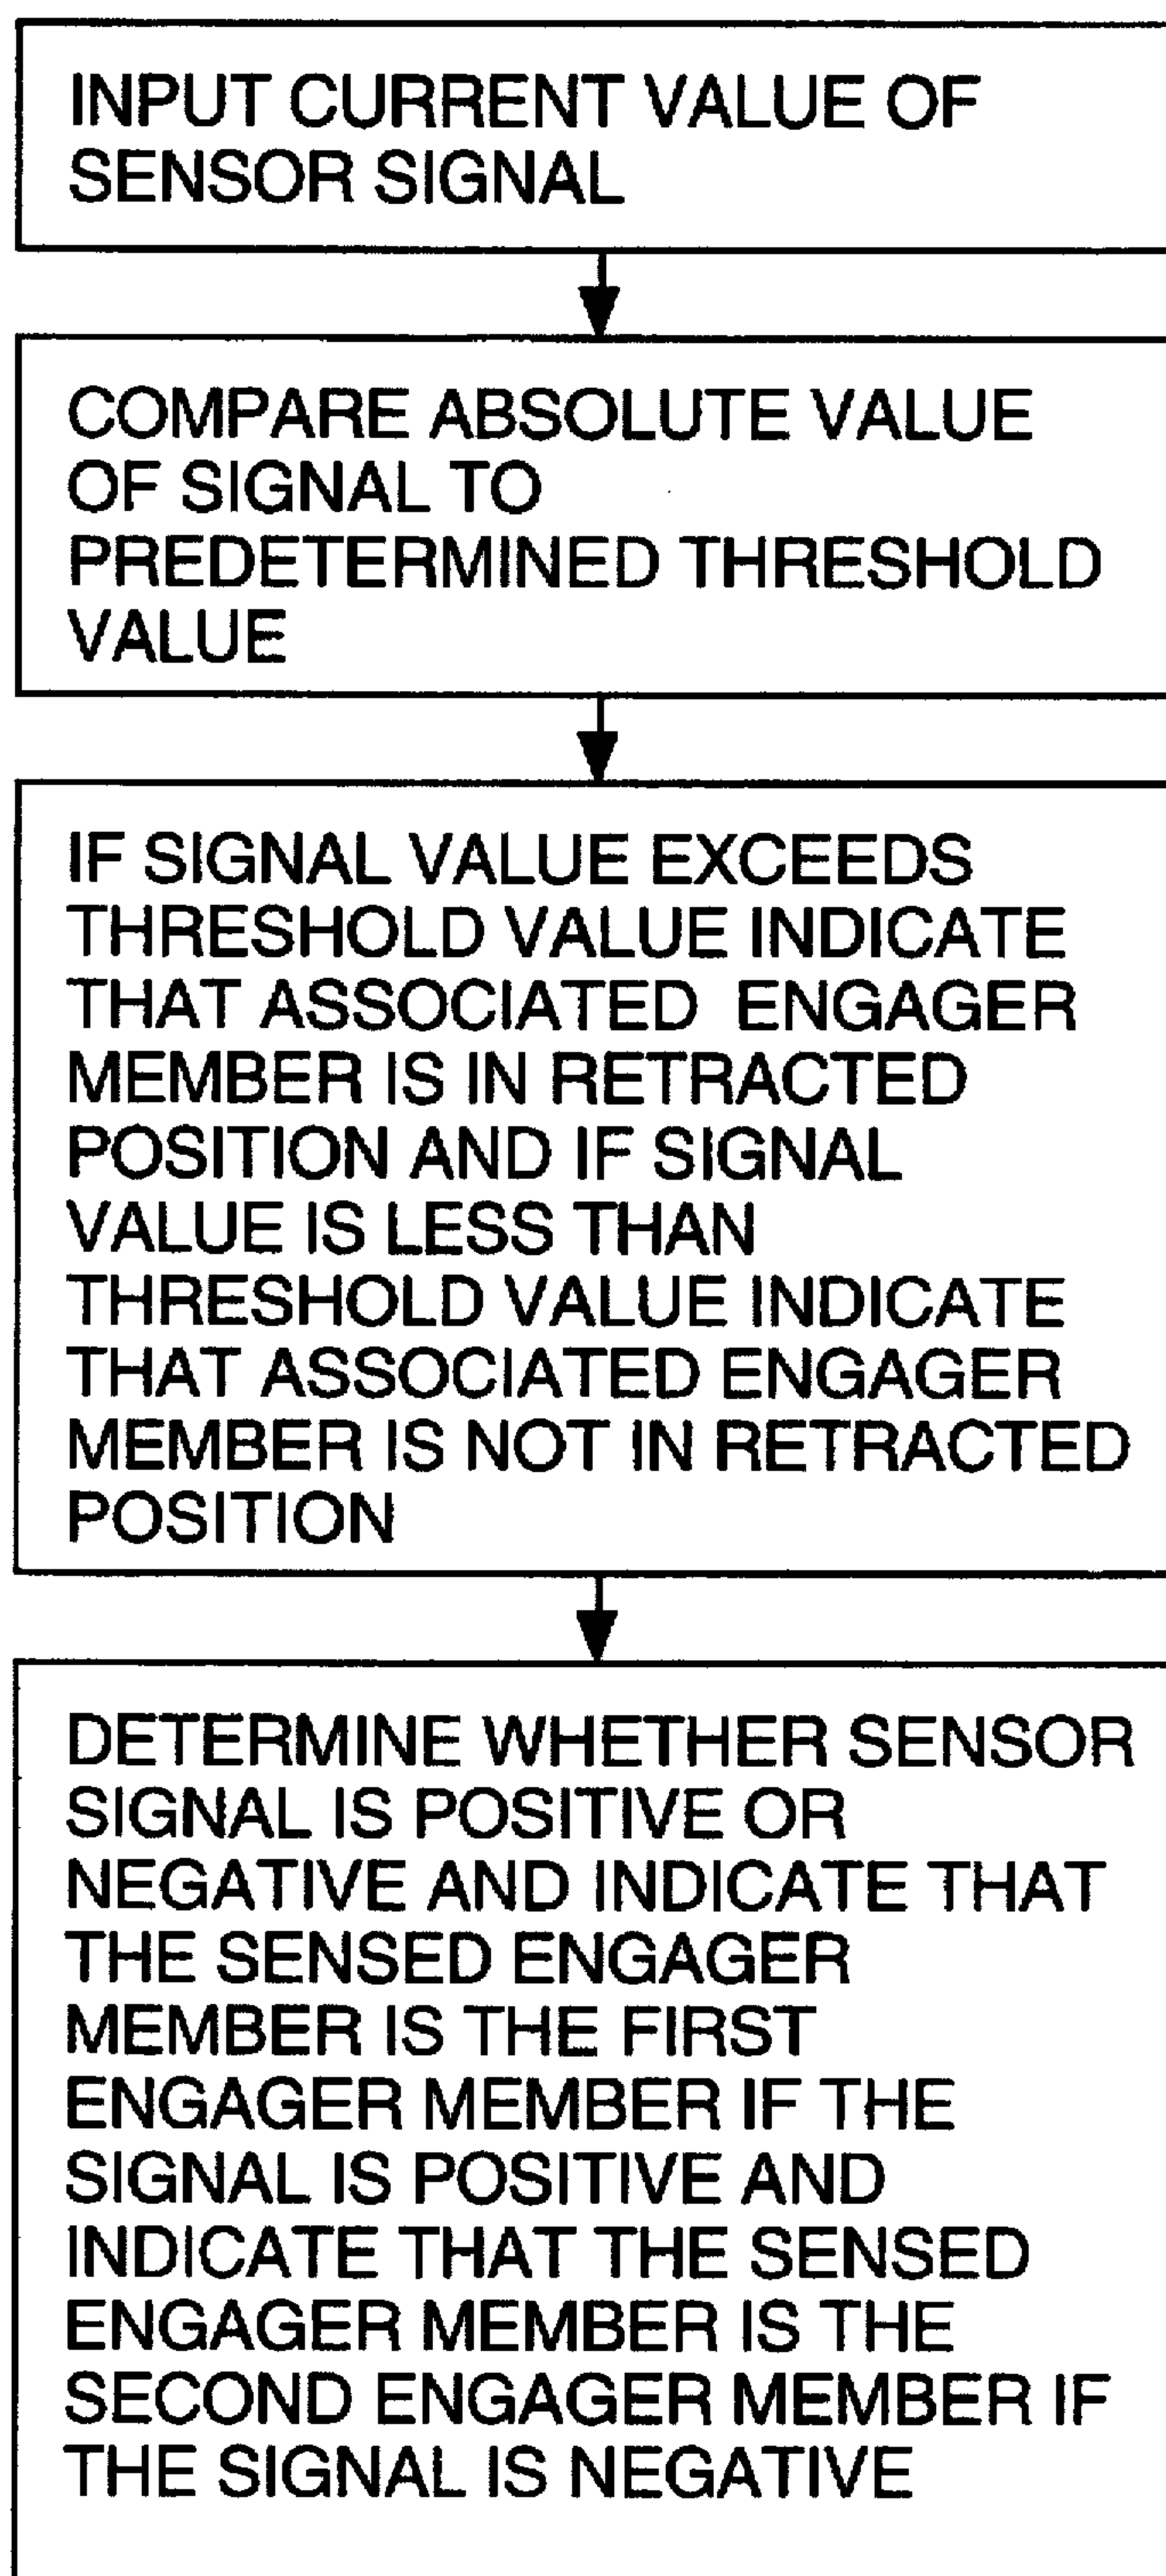 INPUT CURRENT VALUE OF
SENSOR SIGNAL
COMPARE ABSOLUTE VALUE
OF SIGNAL TO
PREDETERMINED THRESHOLD
VALUE
IF SIGNAL VALUE EXCEEDS
THRESHOLD VALUE INDICATE
THAT ASSOCIATED ENGAGER
MEMBER IS IN RETRACTED
POSITION AND IF SIGNAL
VALUE IS LESS THAN
THRESHOLD VALUE INDICATE
THAT ASSOCIATED ENGAGER
MEMBER IS NOT IN RETRACTED
POSITION
DETERMINE WHETHER SENSOR
SIGNAL IS POSITIVE OR
NEGATIVE AND INDICATE THAT
THE SENSED ENGAGER
MEMBER IS THE FIRST
ENGAGER MEMBER IF THE
SIGNAL IS POSITIVE AND
INDICATE THAT THE SENSED
ENGAGER MEMBER IS THE
SECOND ENGAGER MEMBER IF
THE SIGNAL IS NEGATIVE